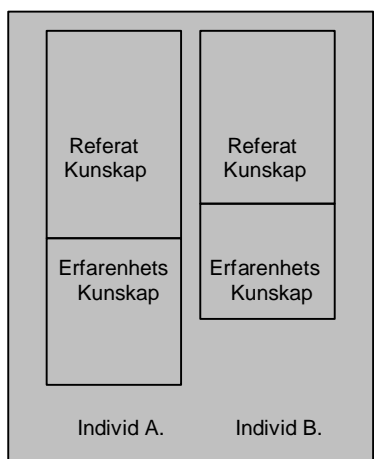 Referat
Kunskap
Erfarenhets
Kunskap
Referat
Kunskap
Erfarenhets
Kunskap
Individ A.
Individ B.